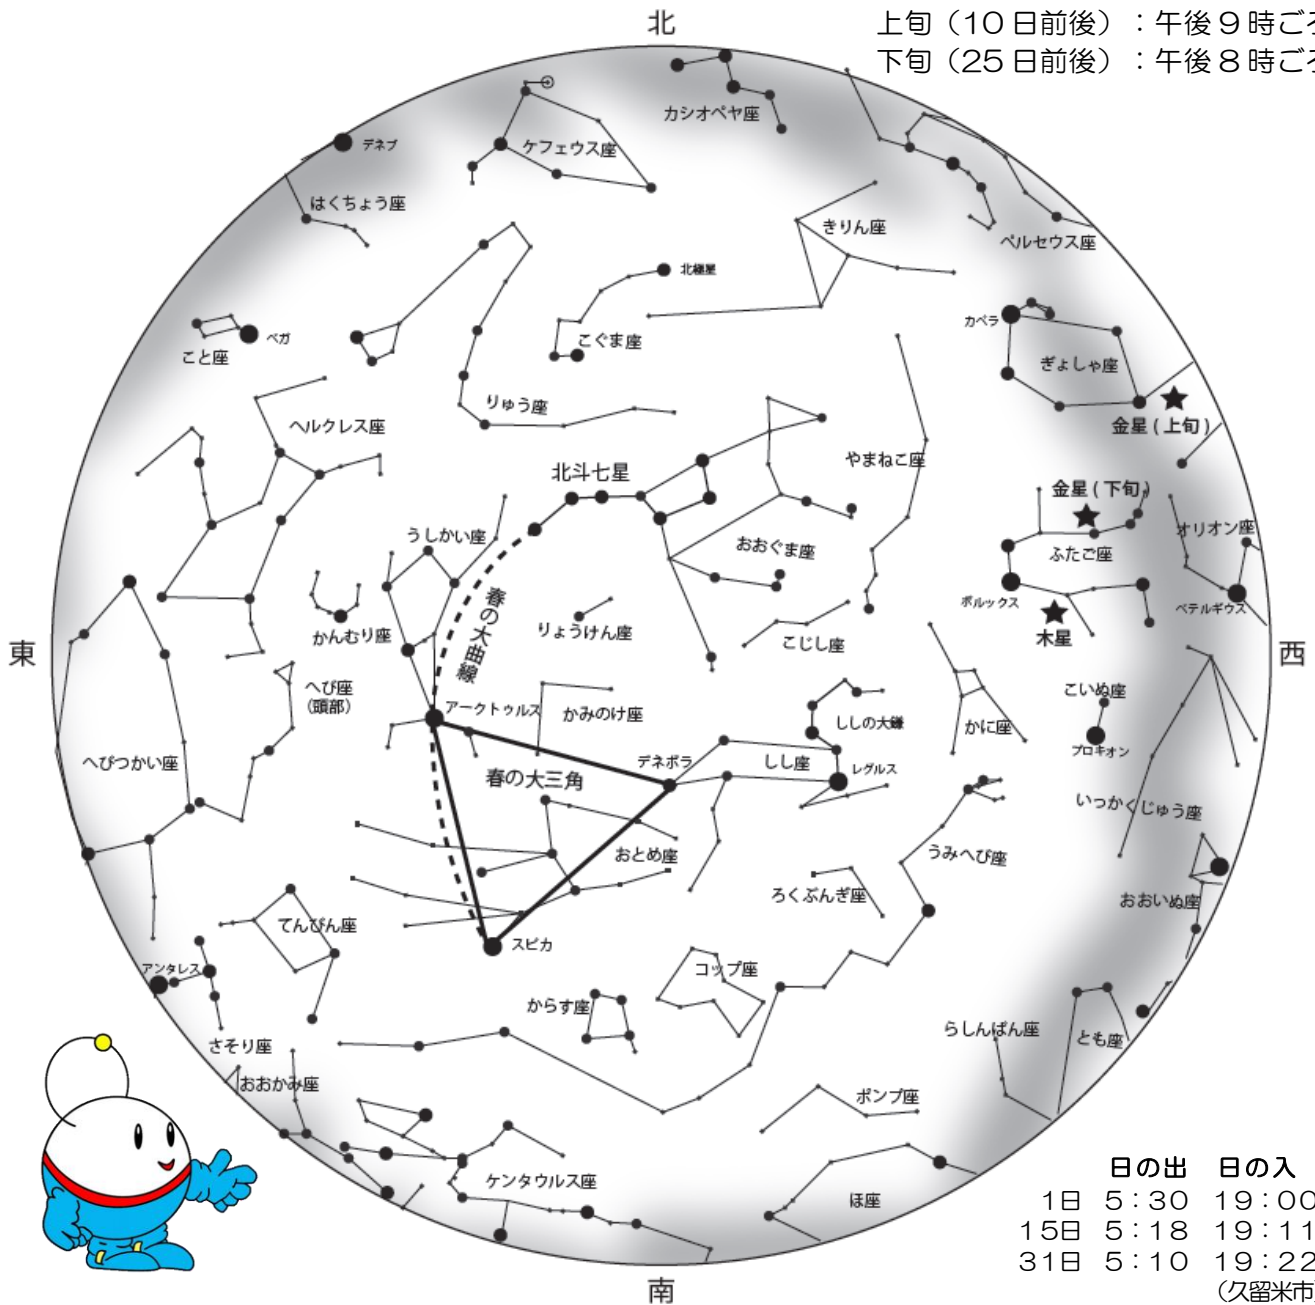 北
上旬（10日前後）：午後9時ごろ
下旬（25日前後）：午後8時ごろ
カシオペヤ座
デネブ
ケフェウス座
はくちょう座
きりん座
ペルセウス座
北極星
カペラ
こと座
ベガ
こぐま座
ぎょしゃ座
りゅう座
金星(上旬)
ヘルクレス座
やまねこ座
北斗七星
金星(下旬)
うしかい座
おおぐま座
オリオン座
ふたご座
ポルックス
ベテルギウス
春の大曲線
かんむり座
りょうけん座
こじし座
木星
東
西
へび座
(頭部)
アークトゥルス
かみのけ座
ししの大鎌
かに座
こいぬ座
プロキオン
へびつかい座
春の大三角
デネボラ
しし座
レグルス
いっかくじゅう座
おとめ座
うみへび座
ろくぶんぎ座
おおいぬ座
てんびん座
スピカ
アンタレス
コップ座
からす座
らしんばん座
とも座
さそり座
おおかみ座
ポンプ座
ケンタウルス座
ほ座
日の出 日の入
1日 5：30 19：00
15日 5：18 19：11
31日 5：10 19：22
(久留米市
南